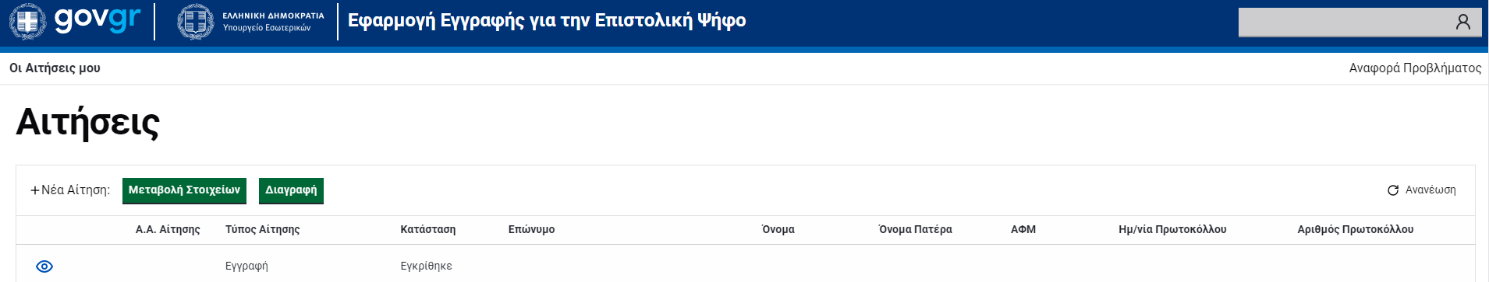 govgr
ΕΛΛΗΝΙΚΗ ΔΗΜΟΚΡΑΤΙΑ
Υπουργείο Εσωτερικών
Εφαρμογή Εγγραφής για την Επιστολική Ψήφο
Οι Αιτήσεις μου Αναφορά Προβλήματος
Αιτήσεις
+Νέα Αίτηση: Μεταβολή Στοιχείων Διαγραφή Ανανέωση
Α.Α. Αίτησης Τύπος Αίτησης Κατάσταση Επώνυμο Όνομα Όνομα Πατέρα ΑΦΜ Ημ/νία Πρωτοκόλλου Αριθμός Πρωτοκόλλου
Εγγραφή Εγκρίθηκε